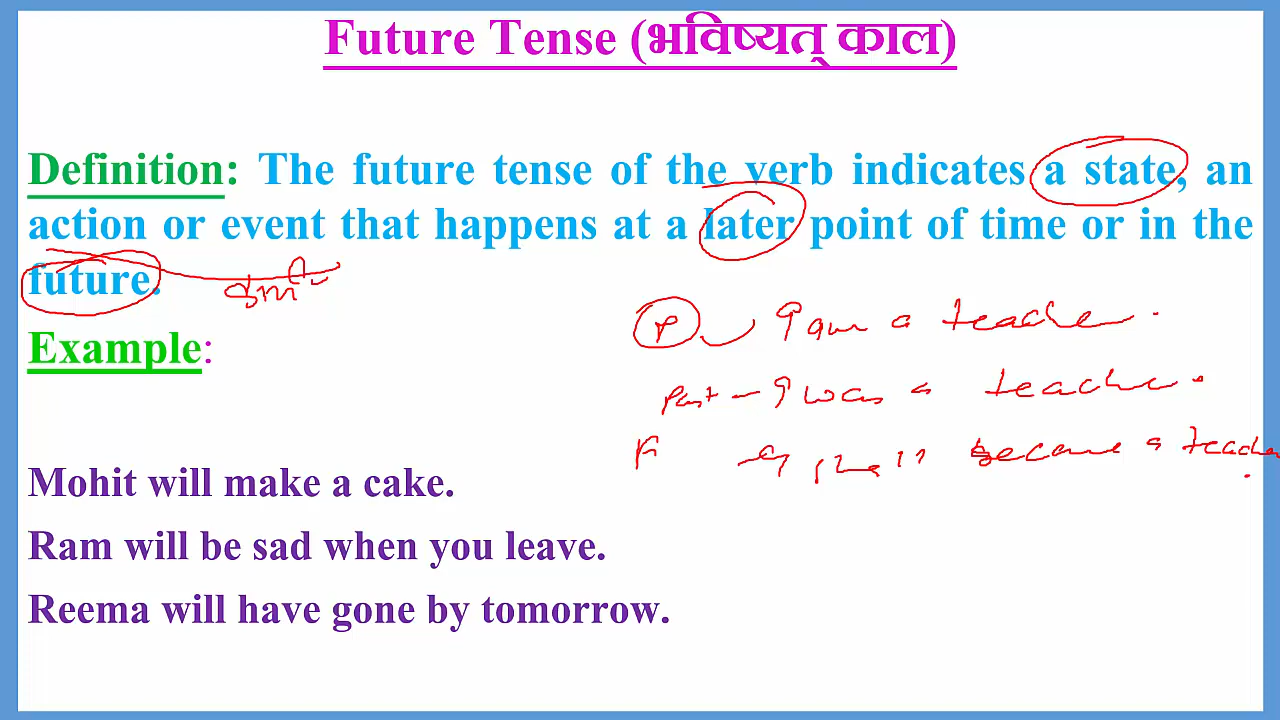 Future Tense (भविष्यत् काल)
Definition: The future tense of the verb indicates a state, an
action or event that happens at a later point of time or in the
future.
P I am a teacher.
Example:
Past - I was a teacher.
F I shall become a teacher.
Mohit will make a cake.
Ram will be sad when you leave.
Reema will have gone by tomorrow.